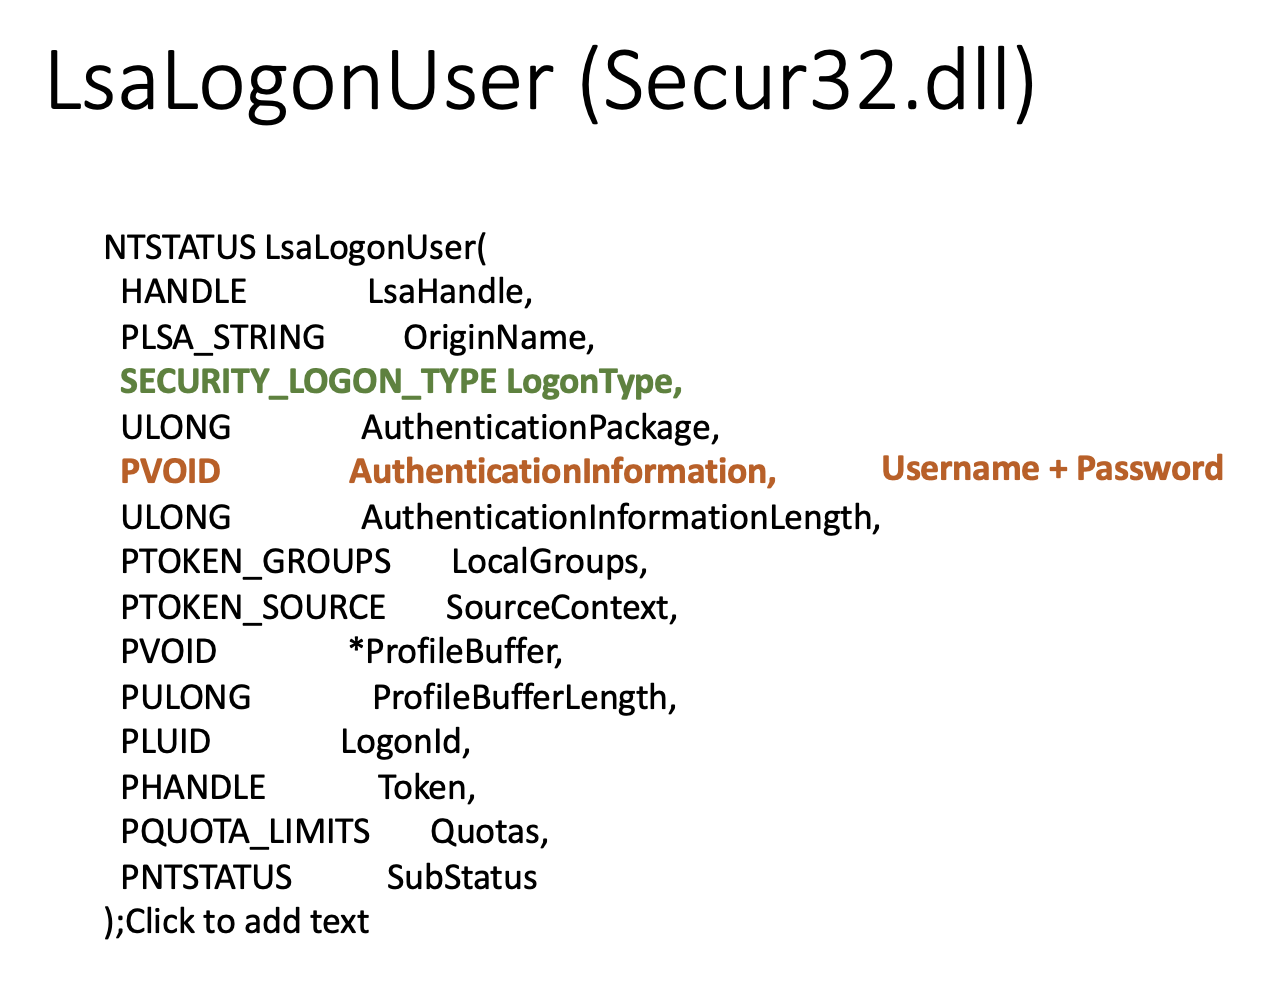 LsaLogonUser (Secur32.dll)
NTSTATUS LsaLogonUser(
HANDLE LsaHandle,
PLSA_STRING OriginName,
SECURITY_LOGON_TYPE LogonType,
ULONG AuthenticationPackage,
PVOID AuthenticationInformation, Username + Password
ULONG AuthenticationInformationLength,
PTOKEN_GROUPS LocalGroups,
PTOKEN_SOURCE SourceContext,
PVOID *ProfileBuffer,
PULONG ProfileBufferLength,
PLUID LogonId,
PHANDLE Token,
PQUOTA_LIMITS Quotas,
PNTSTATUS SubStatus
);Click to add text